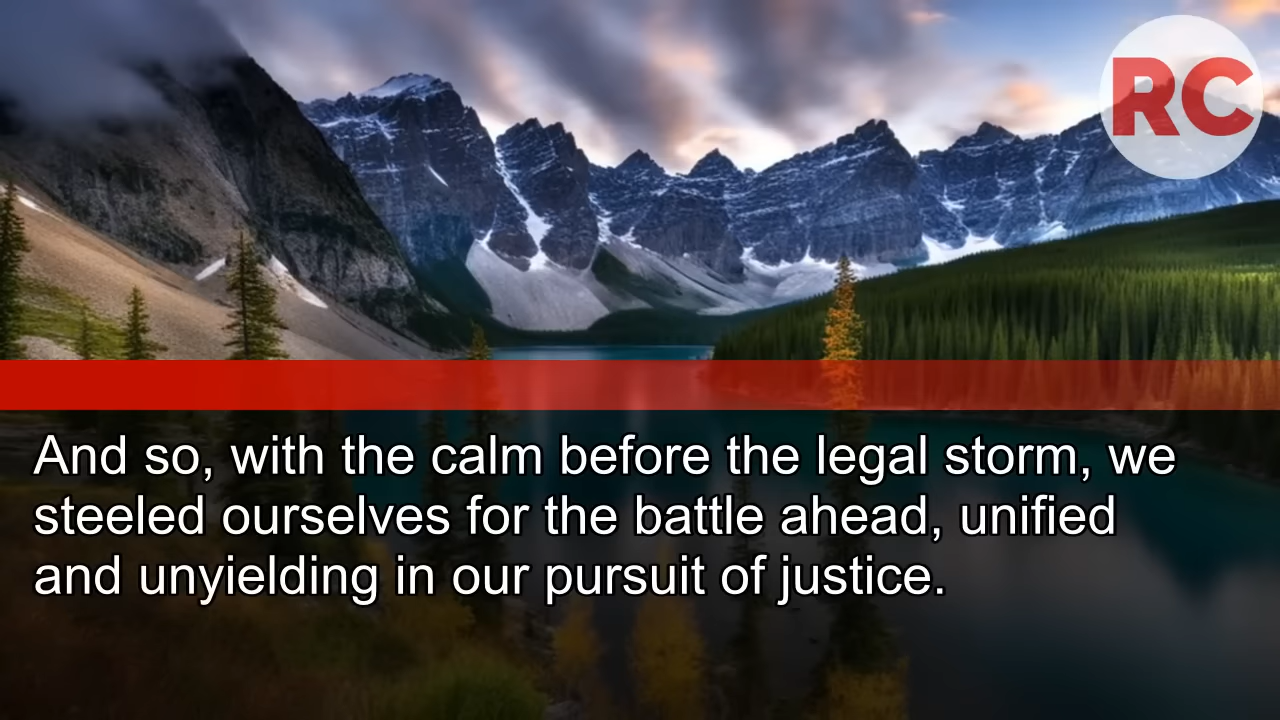 RC
And so, with the calm before the legal storm, we
steeled ourselves for the battle ahead, unified
and unyielding in our pursuit of justice.